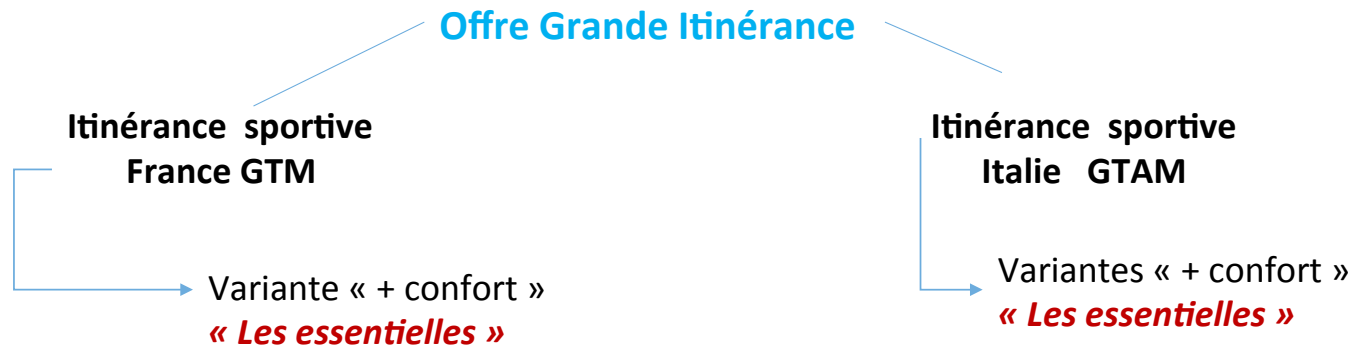 Offre Grande Itinérance
Itinérance sportive
France GTM
Variante « + confort »
« Les essentielles »
Itinérance sportive
Italie GTAM
Variantes « + confort »
« Les essentielles »